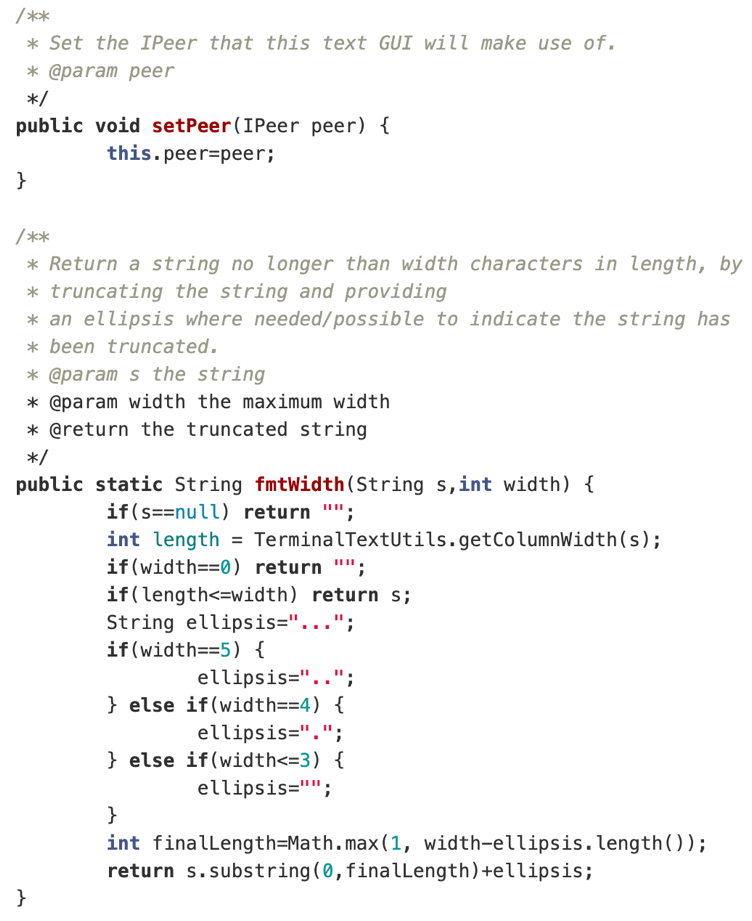 /**
 * Set the IPeer that this text GUI will make use of.
 * @param peer
 */
public void setPeer(IPeer peer) {
        this.peer=peer;
}

/**
 * Return a string no longer than width characters in length, by
 * truncating the string and providing
 * an ellipsis where needed/possible to indicate the string has
 * been truncated.
 * @param s the string
 * @param width the maximum width
 * @return the truncated string
 */
public static String fmtWidth(String s,int width) {
        if(s==null) return "";
        int length = TerminalTextUtils.getColumnWidth(s);
        if(width==0) return "";
        if(length<=width) return s;
        String ellipsis="...";
        if(width==5) {
                ellipsis="..";
        } else if(width==4) {
                ellipsis=".";
        } else if(width<=3) {
                ellipsis="";
        }
        int finalLength=Math.max(1, width-ellipsis.length());
        return s.substring(0,finalLength)+ellipsis;
}